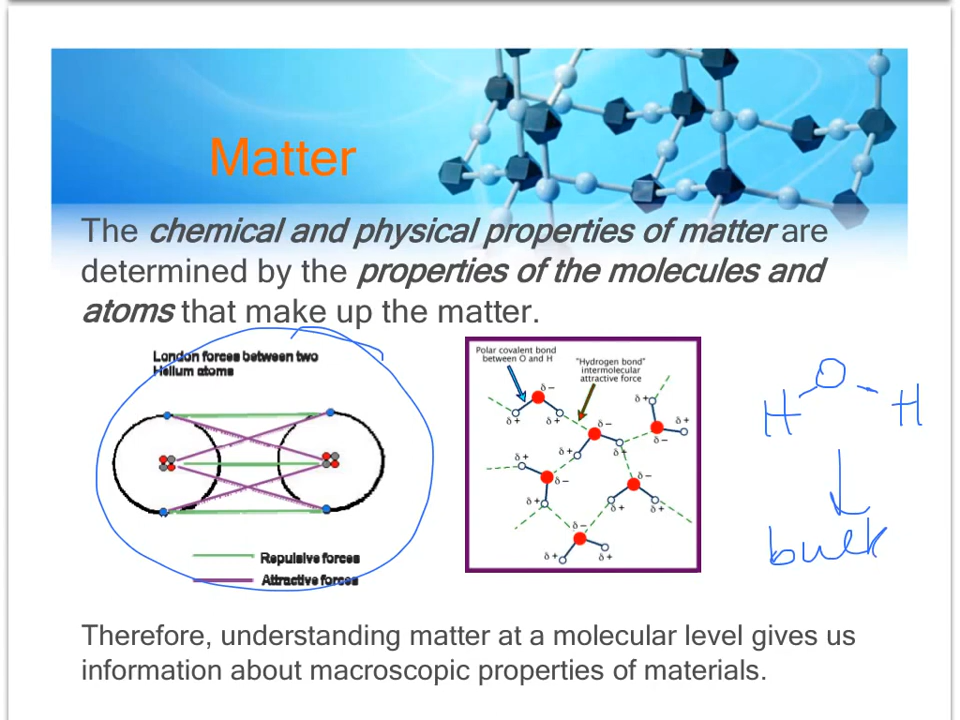 Matter
The chemical and physical properties of matter are
determined by the properties of the molecules and
atoms that make up the matter.
London forces between two
Helium atoms
Repulsive forces
Attractive forces
Polar covalent bond
between O and H
"Hydrogen bond"
intermolecular
attractive force
δ−
δ+ δ+
δ−
δ+ δ+
δ+
δ+
δ−
δ+
δ−
δ+
δ−
δ+ δ+
δ−
δ+ δ+
O
H H
bulk
Therefore, understanding matter at a molecular level gives us
information about macroscopic properties of materials.